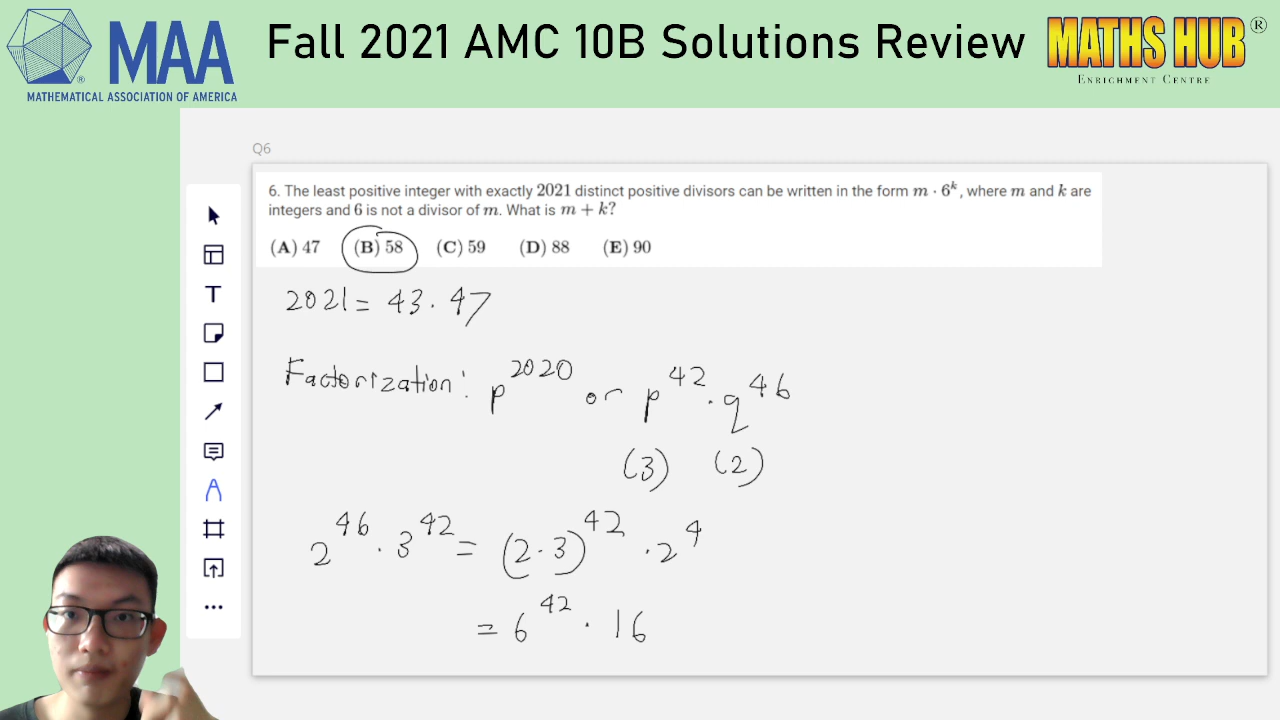 MAA
MATHEMATICAL ASSOCIATION OF AMERICA
Fall 2021 AMC 10B Solutions Review
MATHS HUB®
ENRICHMENT CENTRE
Q6
6. The least positive integer with exactly 2021 distinct positive divisors can be written in the form m · 6^k, where m and k are
integers and 6 is not a divisor of m. What is m + k?
(A) 47 (B) 58 (C) 59 (D) 88 (E) 90
2021 = 43 · 47
Factorization: p^2020 or p^42 · q^46
(3) (2)
2^46 · 3^42 = (2 · 3)^42 · 2^4
= 6^42 · 16